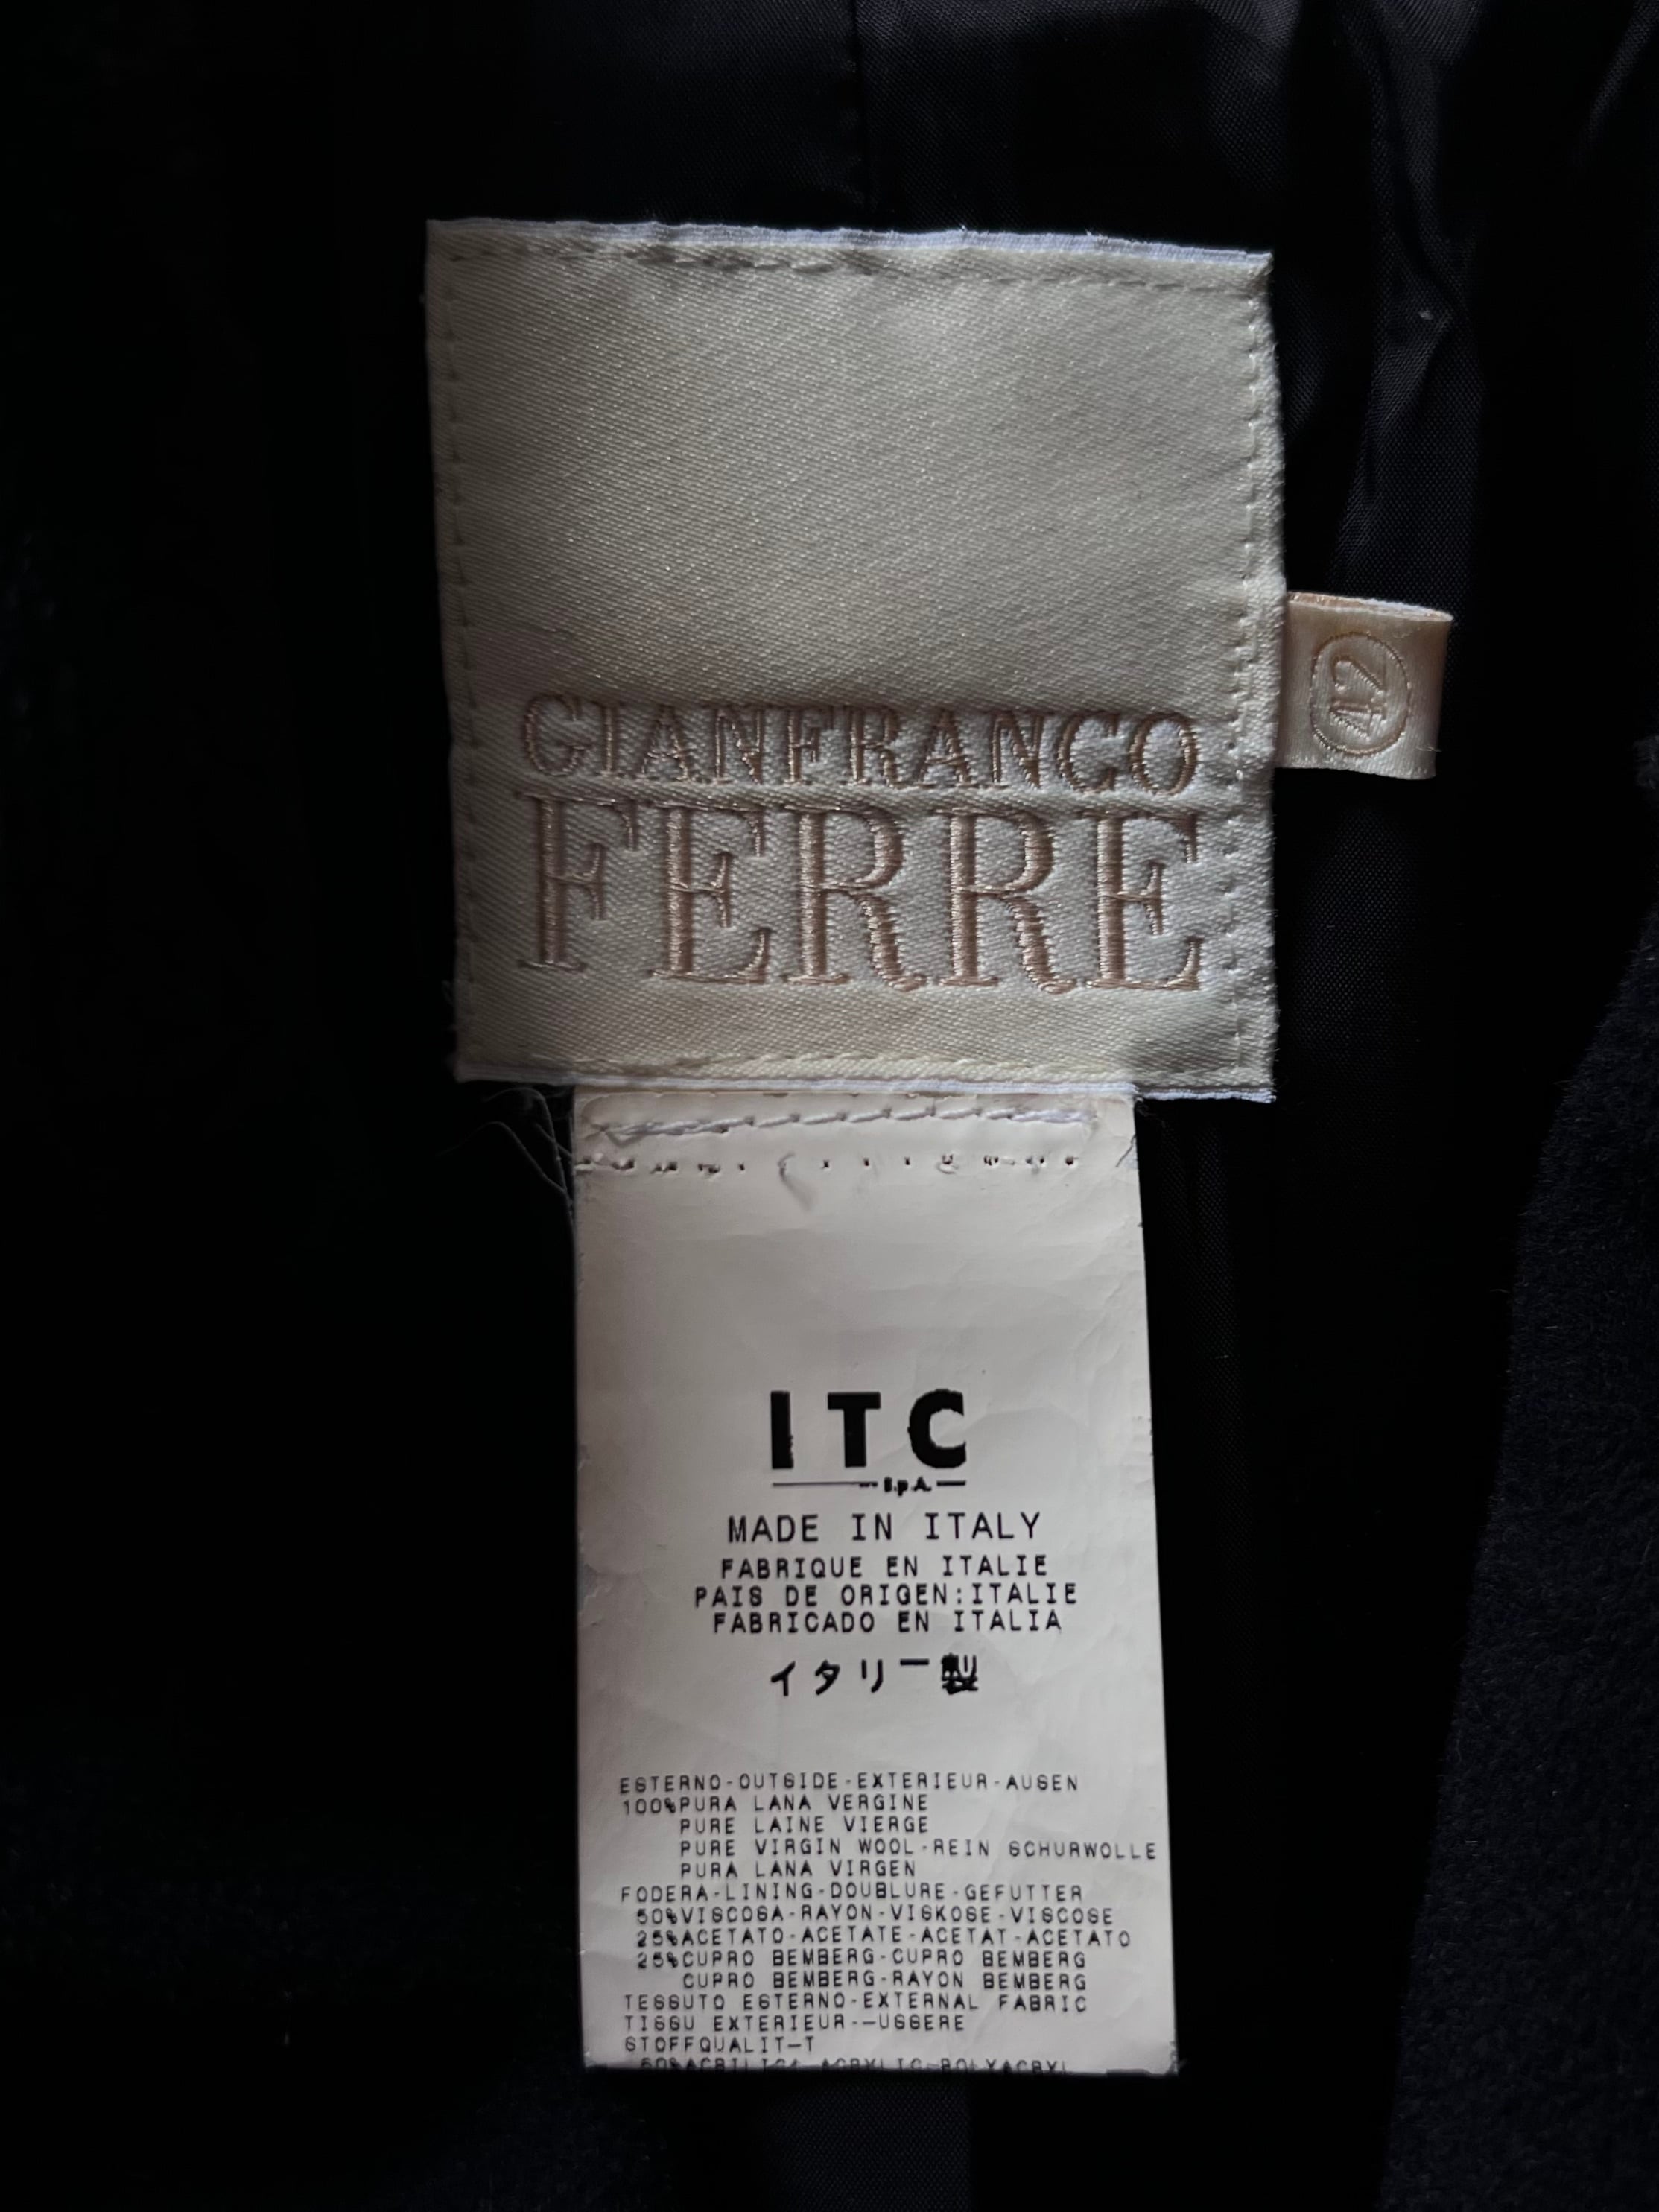 GIANFRANCO
FERRE
42
ITC
S.p.A.
MADE IN ITALY
FABRIQUE EN ITALIE
PAIS DE ORIGEN:ITALIE
FABRICADO EN ITALIA
イタリー製
ESTERNO-OUTSIDE-EXTERIEUR-AUSEN
100%PURA LANA VERGINE
PURE LAINE VIERGE
PURE VIRGIN WOOL-REIN SCHURWOLLE
PURA LANA VIRGEN
FODERA-LINING-DOUBLURE-GEFUTTER
50%VISCOSA-RAYON-VISKOSE-VISCOSE
25%ACETATO-ACETATE-ACETAT-ACETATO
25%CUPRO BEMBERG-CUPRO BEMBERG
CUPRO BEMBERG-RAYON BEMBERG
TESSUTO ESTERNO-EXTERNAL FABRIC
TISSU EXTERIEUR--USSERE
STOFFQUALIT-T